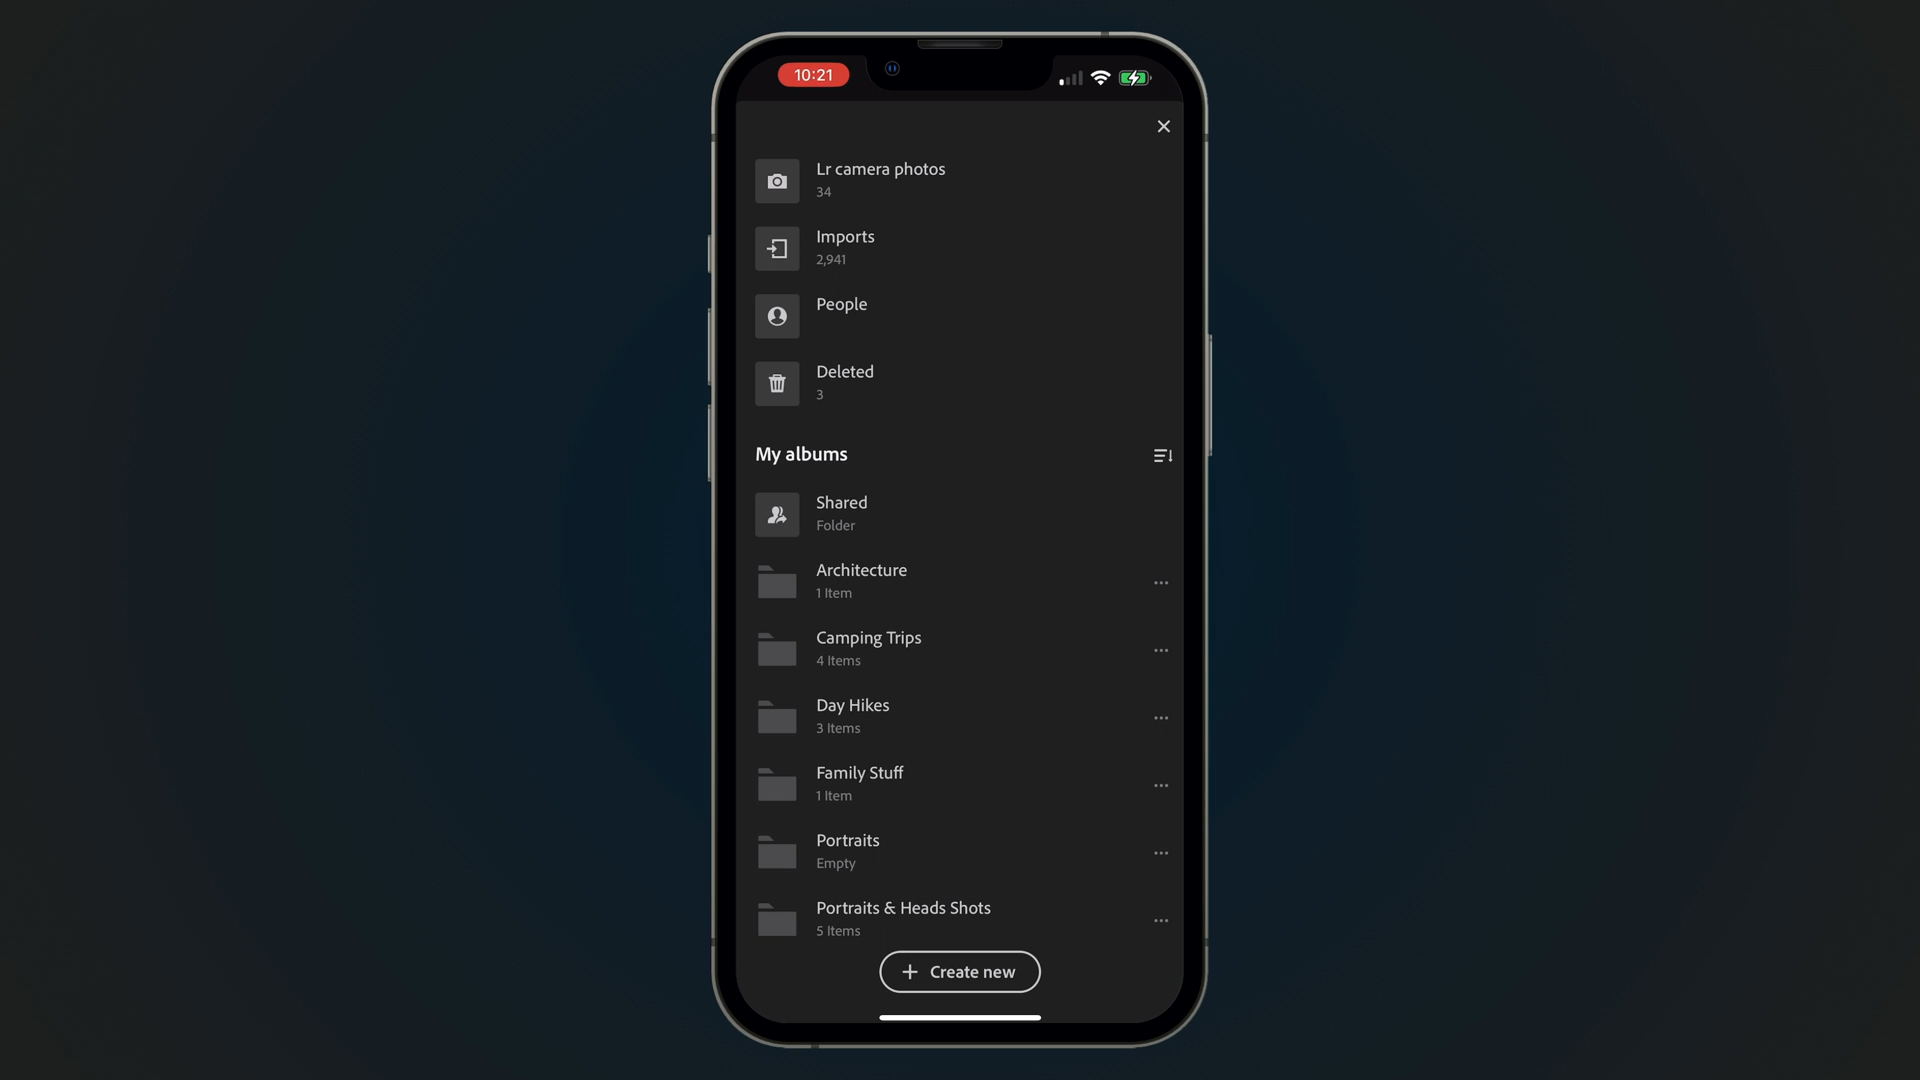 10:21
Lr camera photos
34
Imports
2,941
People
Deleted
3
My albums
Shared
Folder
Architecture
1 Item
Camping Trips
4 Items
Day Hikes
3 Items
Family Stuff
1 Item
Portraits
Empty
Portraits & Heads Shots
5 Items
Create new